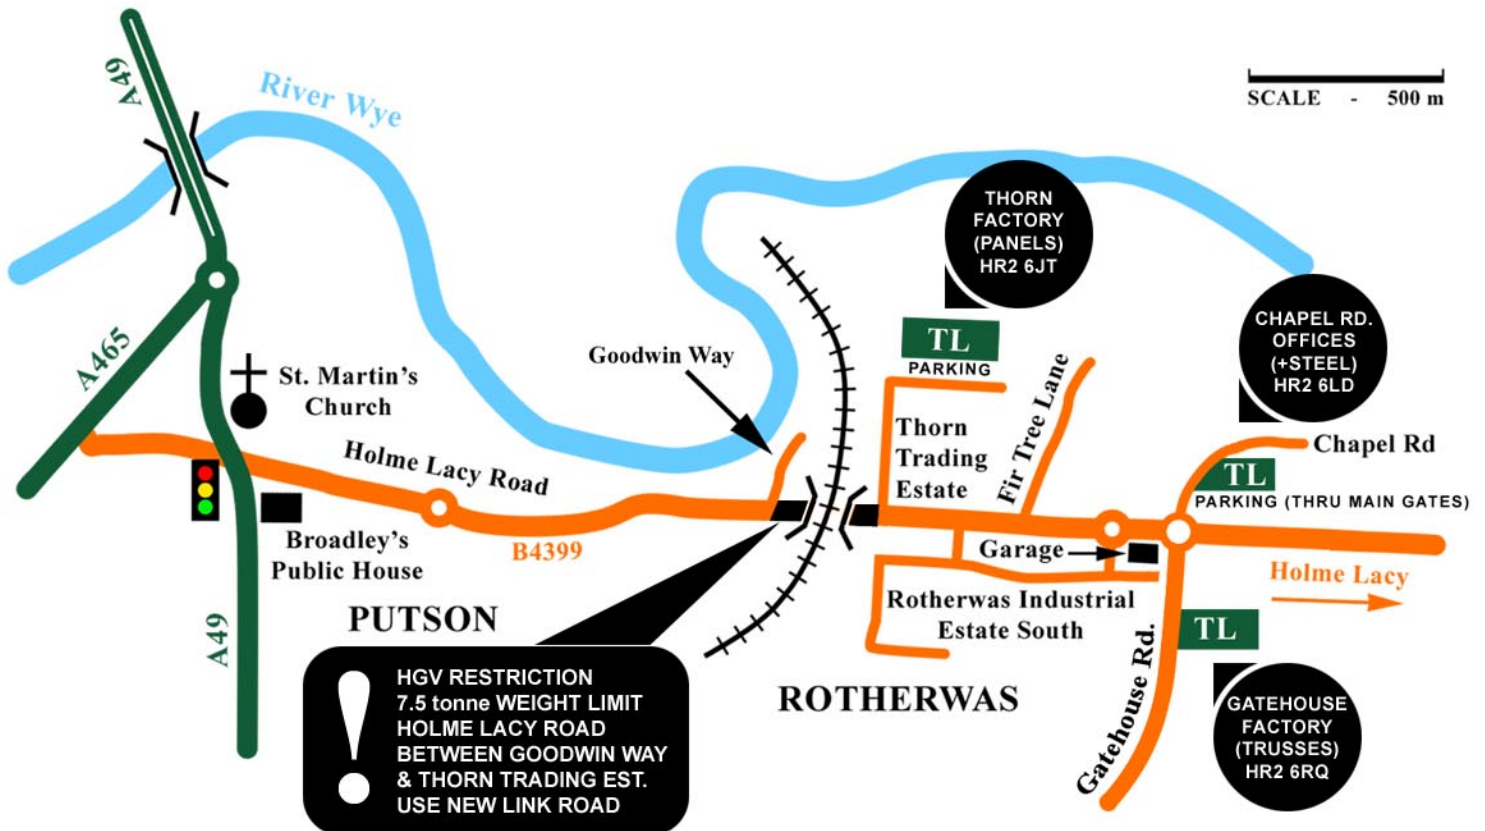 A49
River Wye
SCALE - 500 m
THORN
FACTORY
(PANELS)
HR2 6JT
CHAPEL RD.
OFFICES
(+STEEL)
HR2 6LD
A465
St. Martin's
Church
Goodwin Way
TL
PARKING
Thorn
Trading
Estate
Fir Tree Lane
Chapel Rd
TL
PARKING (THRU MAIN GATES)
Holme Lacy Road
B4399
Broadley's
Public House
Garage
Holme Lacy
Rotherwas Industrial
Estate South
PUTSON
A49
TL
Gatehouse Rd.
ROTHERWAS
HGV RESTRICTION
7.5 tonne WEIGHT LIMIT
HOLME LACY ROAD
BETWEEN GOODWIN WAY
& THORN TRADING EST.
USE NEW LINK ROAD
!
GATEHOUSE
FACTORY
(TRUSSES)
HR2 6RQ